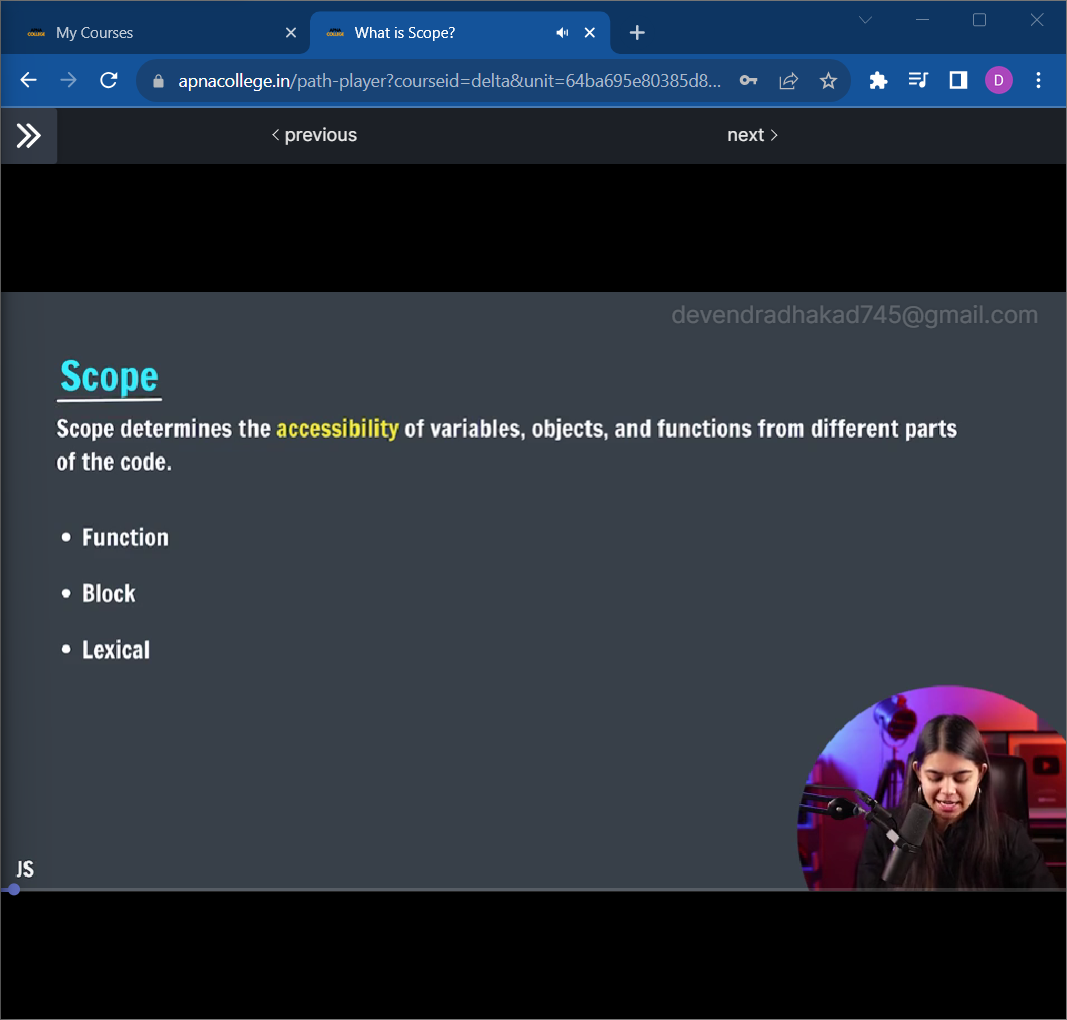 My Courses
What is Scope?
apnacollege.in/path-player?courseid=delta&unit=64ba695e80385d8...
D
previous
next
devendradhakad745@gmail.com
Scope
Scope determines the accessibility of variables, objects, and functions from different parts
of the code.
• Function
• Block
• Lexical
JS